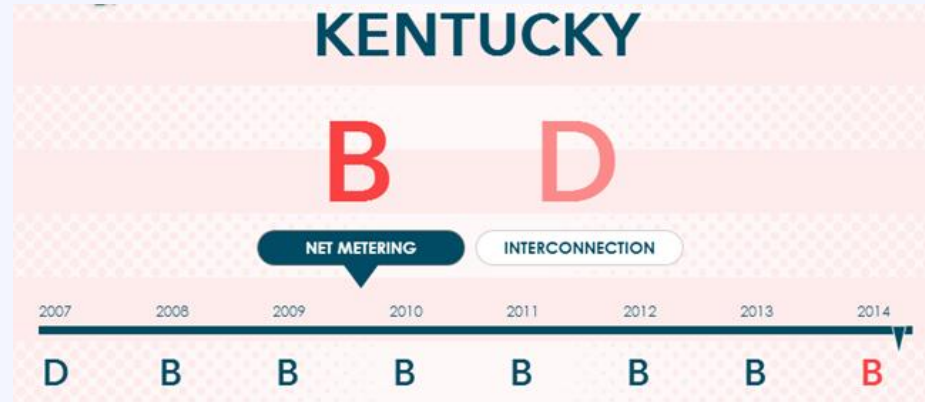 KENTUCKY
B D
NET METERING INTERCONNECTION
2007 2008 2009 2010 2011 2012 2013 2014
D B B B B B B B